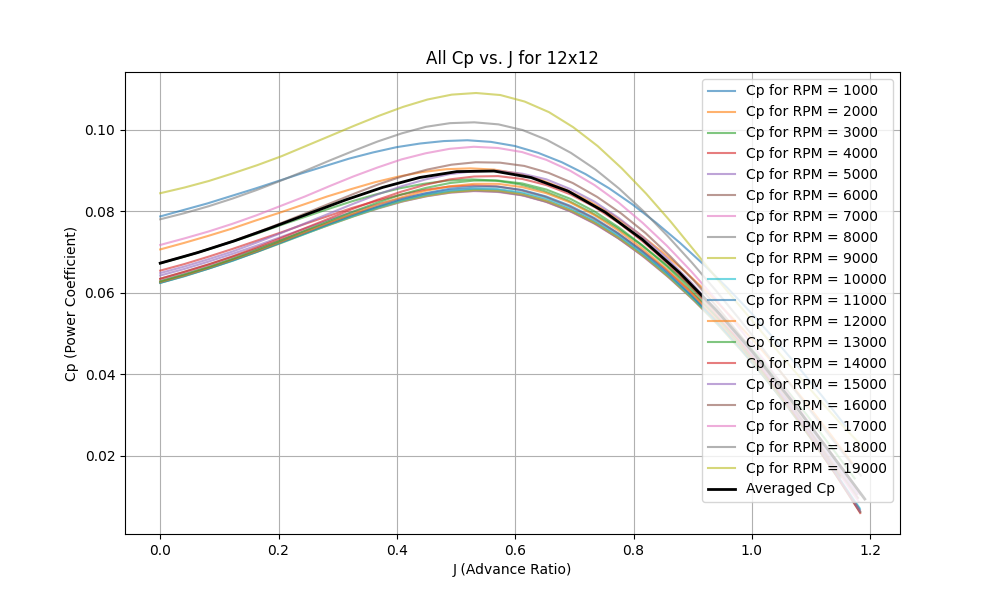 All Cp vs. J for 12x12
Cp (Power Coefficient)
0.10
0.08
0.06
0.04
0.02
0.0
0.2
0.4
0.6
0.8
1.0
1.2
J (Advance Ratio)
Cp for RPM = 1000
Cp for RPM = 2000
Cp for RPM = 3000
Cp for RPM = 4000
Cp for RPM = 5000
Cp for RPM = 6000
Cp for RPM = 7000
Cp for RPM = 8000
Cp for RPM = 9000
Cp for RPM = 10000
Cp for RPM = 11000
Cp for RPM = 12000
Cp for RPM = 13000
Cp for RPM = 14000
Cp for RPM = 15000
Cp for RPM = 16000
Cp for RPM = 17000
Cp for RPM = 18000
Cp for RPM = 19000
Averaged Cp